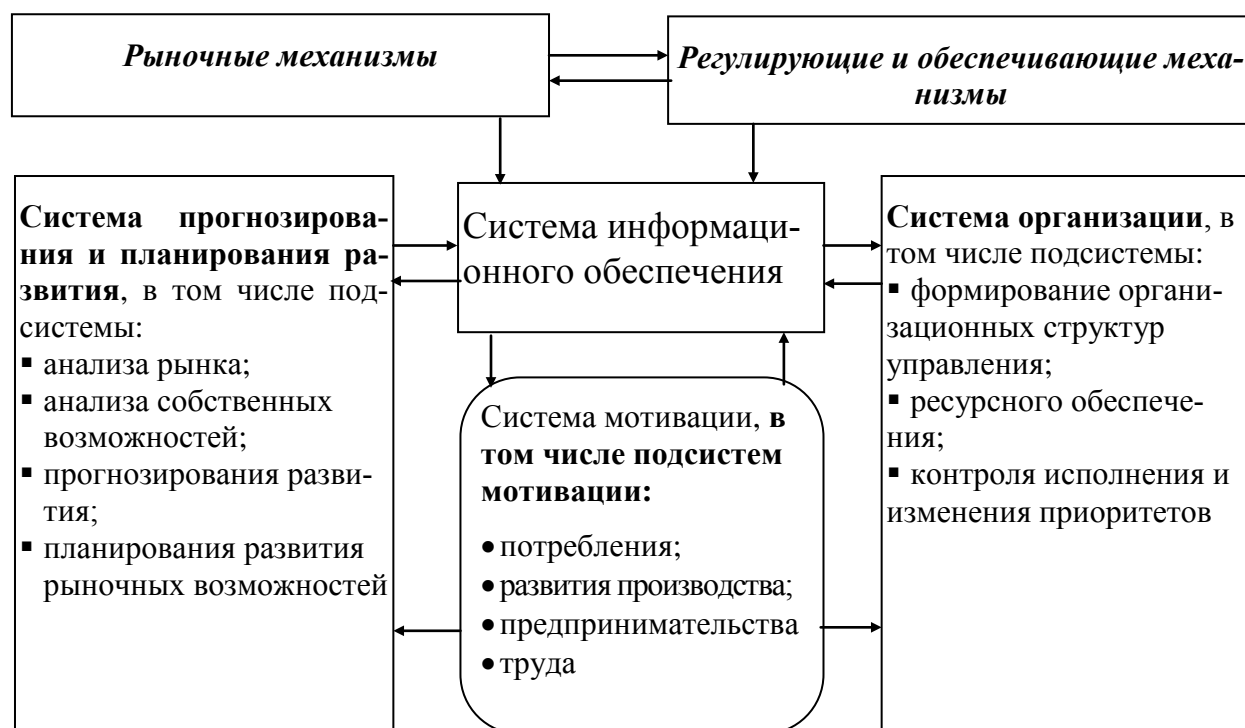 Рыночные механизмы
Регулирующие и обеспечивающие меха-
низмы
Система прогнозирова-
ния и планирования ра-
звития, в том числе под-
системы:
▪ анализа рынка;
▪ анализа собственных
возможностей;
▪ прогнозирования разви-
тия;
▪ планирования развития
рыночных возможностей
Система информаци-
онного обеспечения
Система мотивации, в
том числе подсистем
мотивации:
• потребления;
• развития производства;
• предпринимательства
• труда
Система организации, в
том числе подсистемы:
▪ формирование органи-
зационных структур
управления;
▪ ресурсного обеспече-
ния;
▪ контроля исполнения и
изменения приоритетов